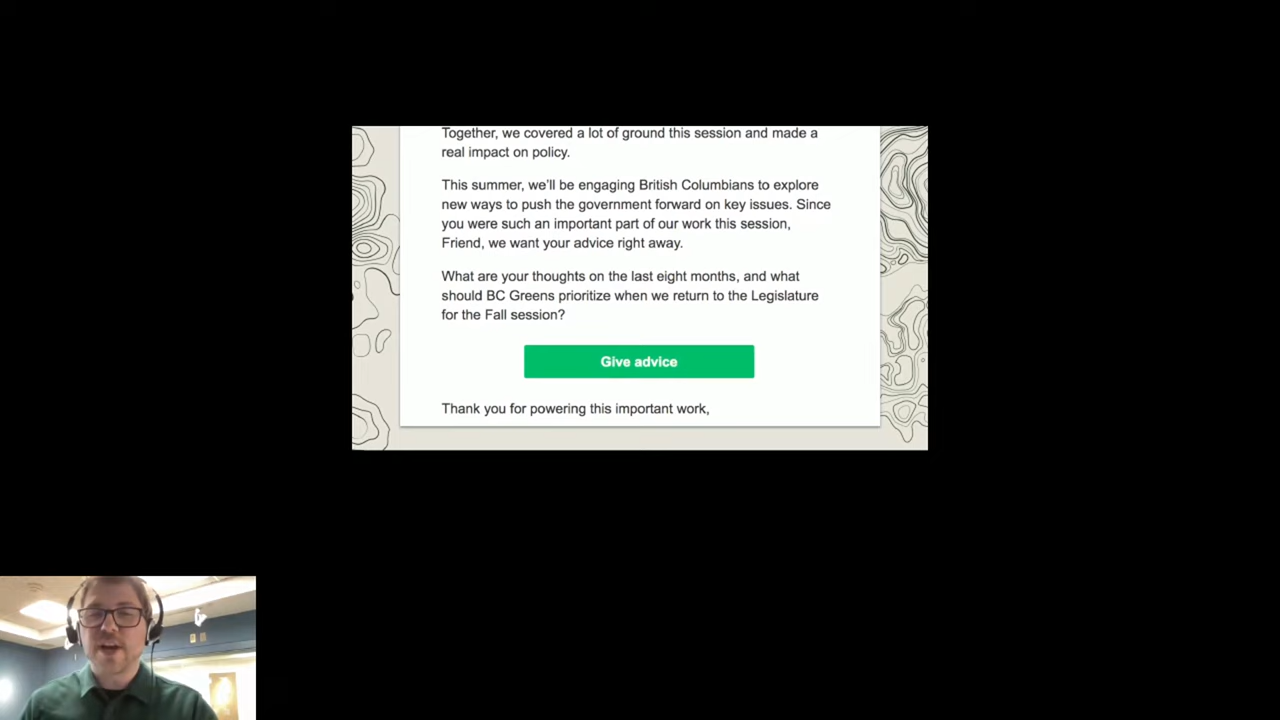 Together, we covered a lot of ground this session and made a
real impact on policy.
This summer, we'll be engaging British Columbians to explore
new ways to push the government forward on key issues. Since
you were such an important part of our work this session,
Friend, we want your advice right away.
What are your thoughts on the last eight months, and what
should BC Greens prioritize when we return to the Legislature
for the Fall session?
Give advice
Thank you for powering this important work,